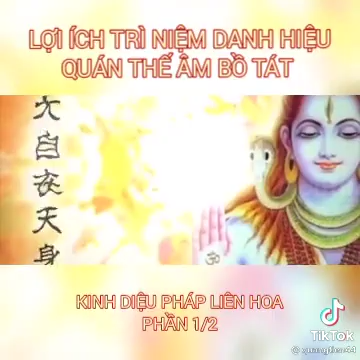 LỢI ÍCH TRÌ NIỆM DANH HIỆU
QUÁN THẾ ÂM BỒ TÁT
大自在天身
KINH DIỆU PHÁP LIÊN HOA
PHẦN 1/2
TikTok